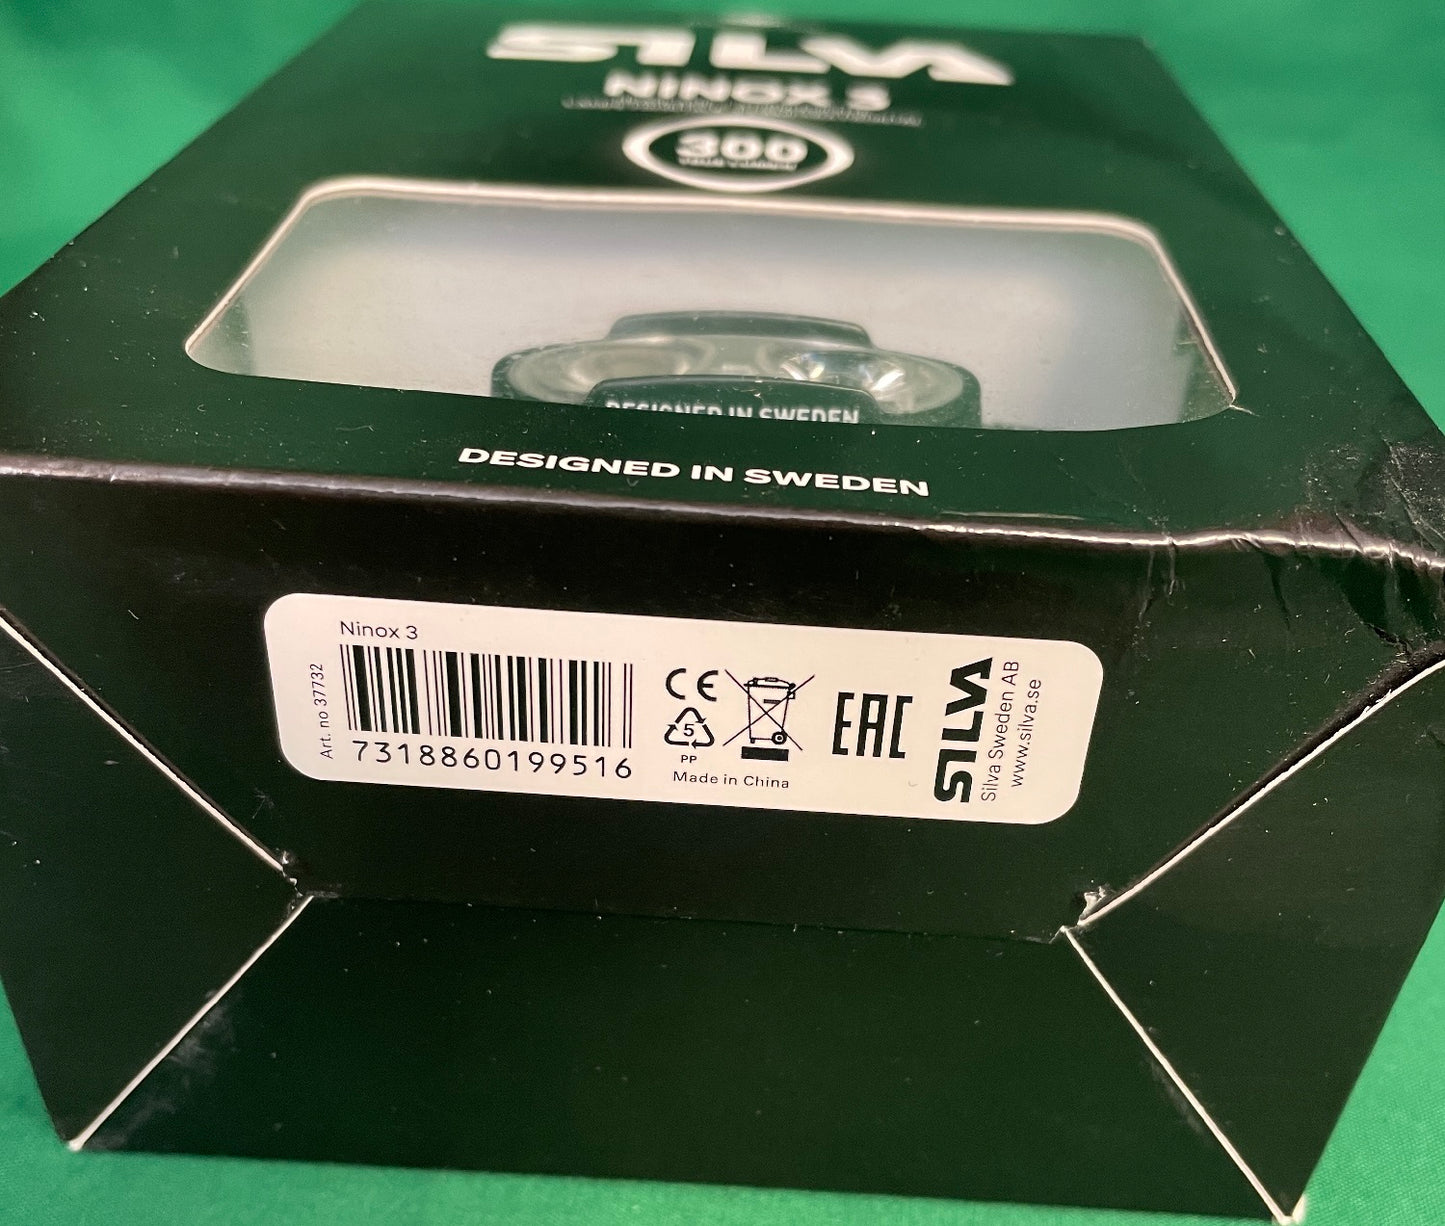 SILVA
NINOX 3
300
DESIGNED IN SWEDEN
DESIGNED IN SWEDEN
Ninox 3
Art. no 37732
7318860199516
CE
5
PP
Made in China
EAC
SILVA
Silva Sweden AB
www.silva.se